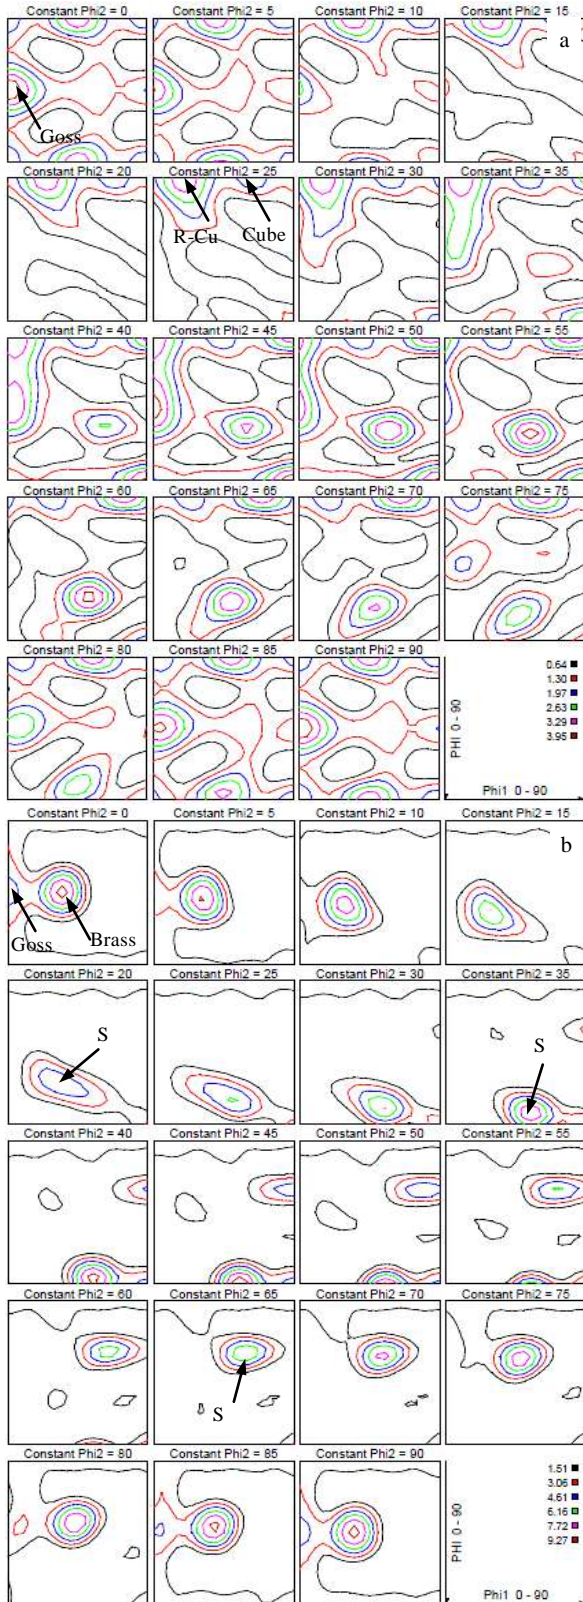 Constant Phi2 = 0 Constant Phi2 = 5 Constant Phi2 = 10 Constant Phi2 = 15
a
Goss
Constant Phi2 = 20 Constant Phi2 = 25 Constant Phi2 = 30 Constant Phi2 = 35
R-Cu Cube
Constant Phi2 = 40 Constant Phi2 = 45 Constant Phi2 = 50 Constant Phi2 = 55
Constant Phi2 = 60 Constant Phi2 = 65 Constant Phi2 = 70 Constant Phi2 = 75
Constant Phi2 = 80 Constant Phi2 = 85 Constant Phi2 = 90
0.64
1.30
1.97
2.63
3.29
3.95
PHI 0 - 90
Phi1 0 - 90
Constant Phi2 = 0 Constant Phi2 = 5 Constant Phi2 = 10 Constant Phi2 = 15
b
Goss Brass
Constant Phi2 = 20 Constant Phi2 = 25 Constant Phi2 = 30 Constant Phi2 = 35
S S
Constant Phi2 = 40 Constant Phi2 = 45 Constant Phi2 = 50 Constant Phi2 = 55
Constant Phi2 = 60 Constant Phi2 = 65 Constant Phi2 = 70 Constant Phi2 = 75
S
Constant Phi2 = 80 Constant Phi2 = 85 Constant Phi2 = 90
1.51
3.06
4.61
6.16
7.72
9.27
PHI 0 - 90
Phi1 0 - 90